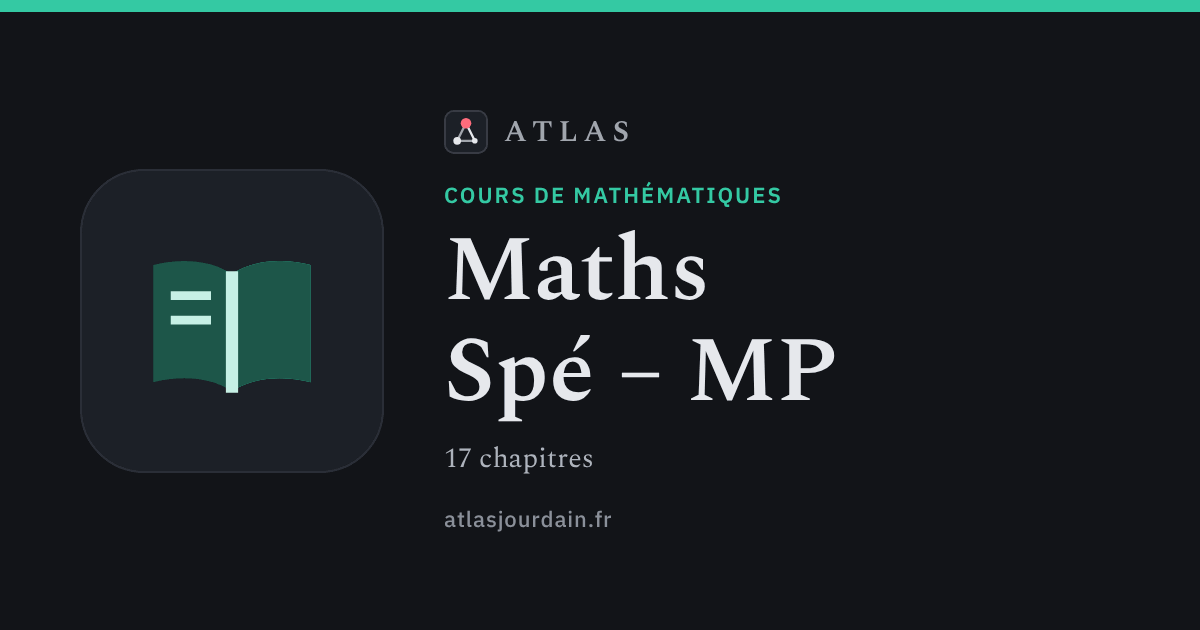 ATLAS
COURS DE MATHÉMATIQUES
Maths
Spé – MP
17 chapitres
atlasjourdain.fr